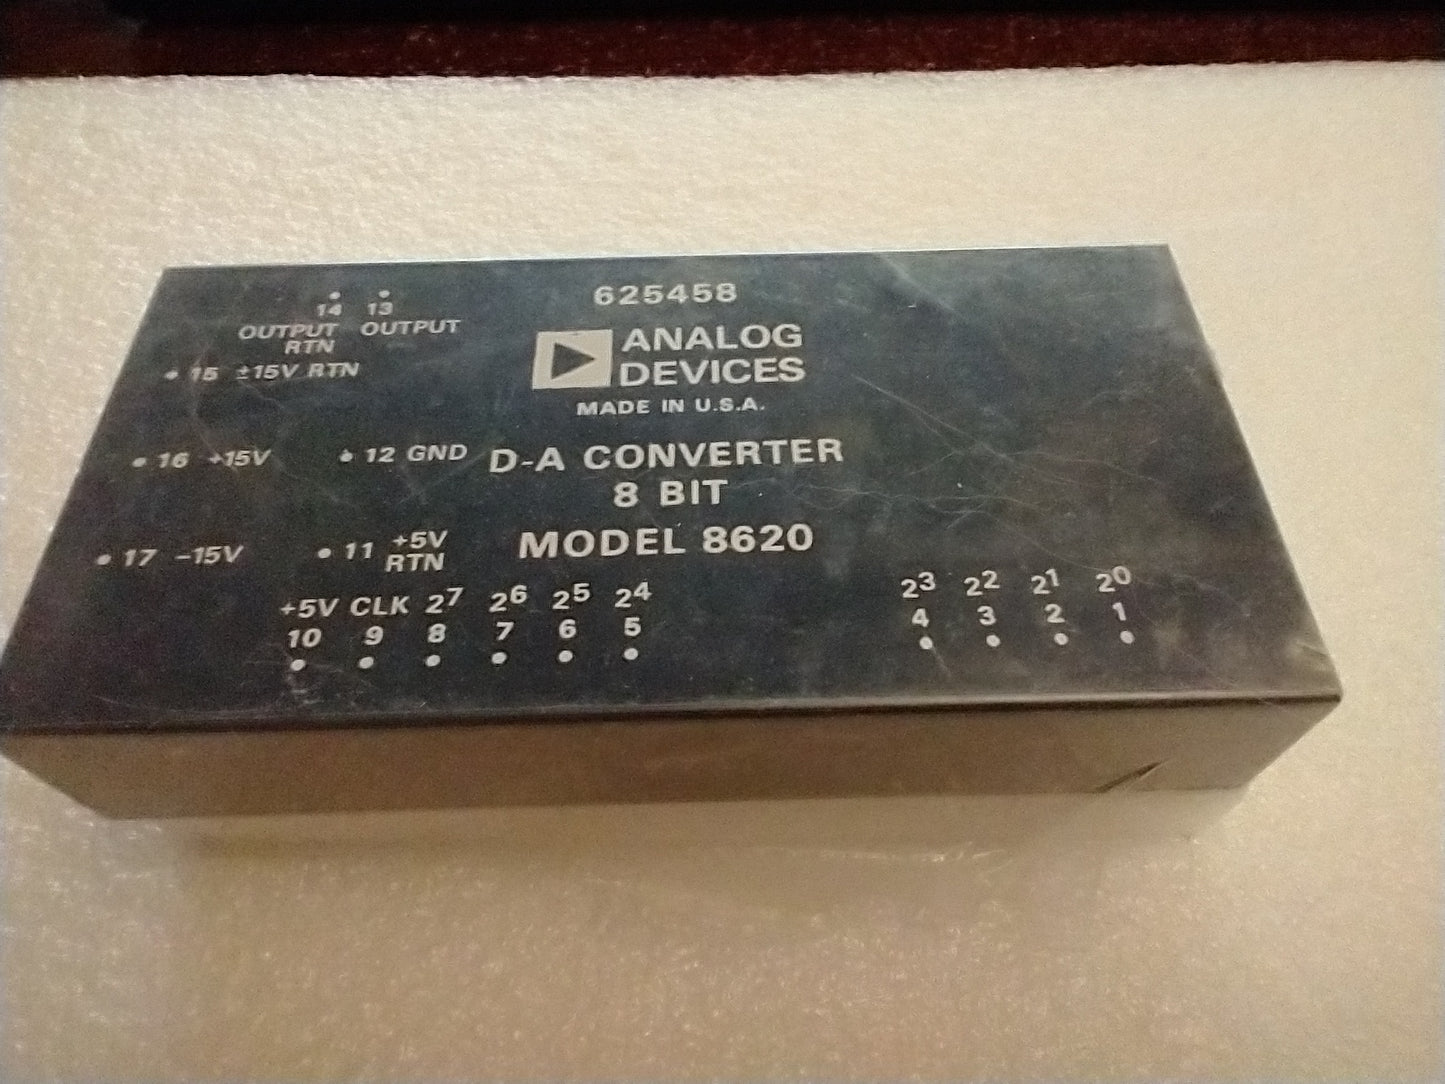 625458
ANALOG
DEVICES
MADE IN U.S.A.
D-A CONVERTER
8 BIT
MODEL 8620
14 13
OUTPUT OUTPUT
RTN
15 ±15V RTN
16 +15V
12 GND
17 -15V
11 +5V
RTN
+5V CLK 2⁷ 2⁶ 2⁵ 2⁴
10 9 8 7 6 5
2³ 2² 2¹ 2⁰
4 3 2 1